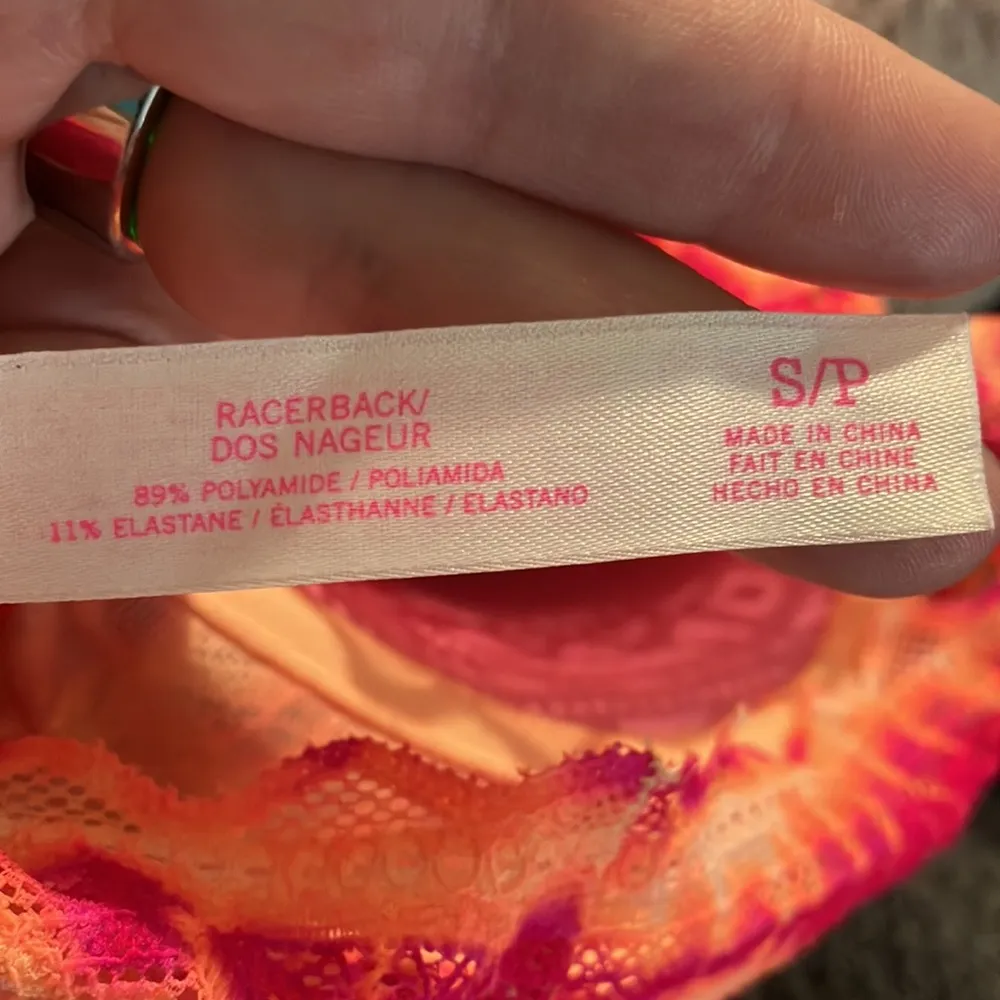 RACERBACK/
DOS NAGEUR
89% POLYAMIDE / POLIAMIDA
11% ELASTANE / ÉLASTHANNE / ELASTANO
S/P
MADE IN CHINA
FAIT EN CHINE
HECHO EN CHINA